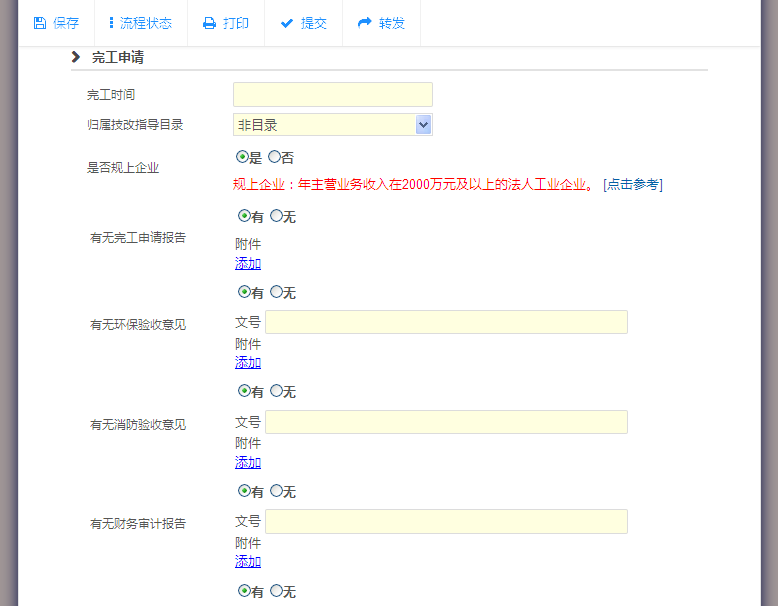 保存 流程状态 打印 提交 转发
完工申请
完工时间
归属技改指导目录 非目录
是否规上企业 是 否
规上企业：年主营业务收入在2000万元及以上的法人工业企业。 [点击参考]
有无完工申请报告 有 无
附件
添加
有无环保验收意见 有 无
文号
附件
添加
有无消防验收意见 有 无
文号
附件
添加
有无财务审计报告 有 无
文号
附件
添加
有 无